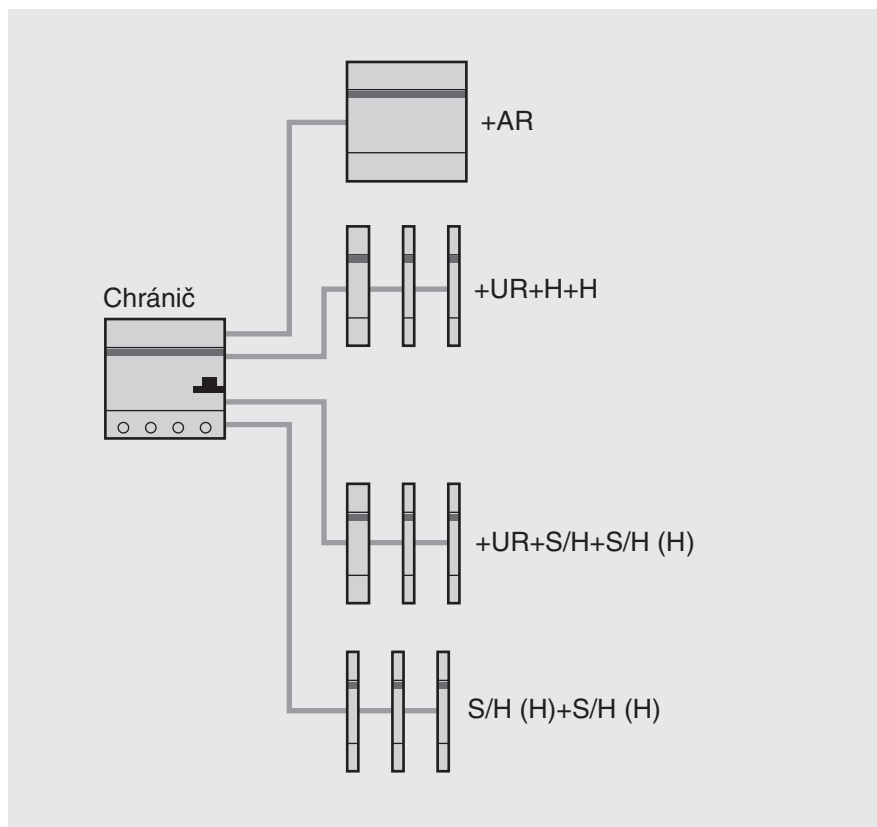 +AR
+UR+H+H
Chránič
+UR+S/H+S/H (H)
S/H (H)+S/H (H)